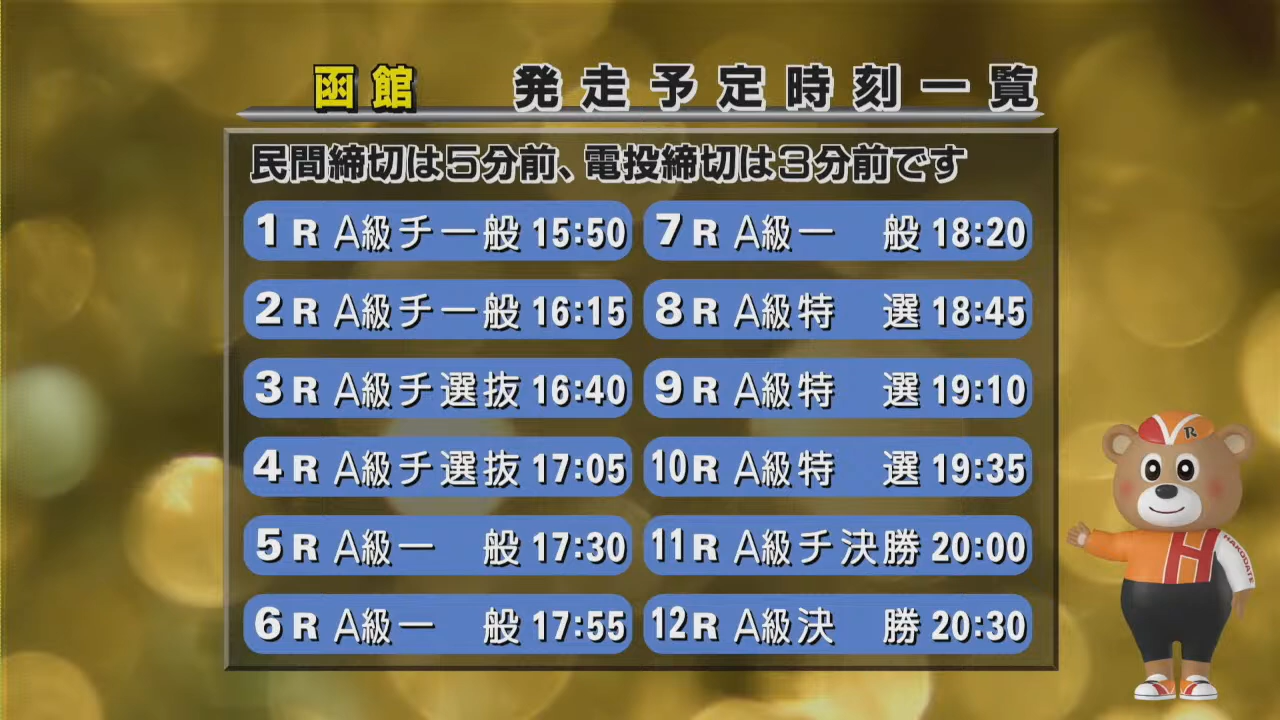 函館 発走予定時刻一覧
民間締切は5分前、電投締切は3分前です
1R A級チ一般 15:50
2R A級チ一般 16:15
3R A級チ選抜 16:40
4R A級チ選抜 17:05
5R A級一 般 17:30
6R A級一 般 17:55
7R A級一 般 18:20
8R A級特 選 18:45
9R A級特 選 19:10
10R A級特 選 19:35
11R A級チ決勝 20:00
12R A級決 勝 20:30
R
H
HAKODATE